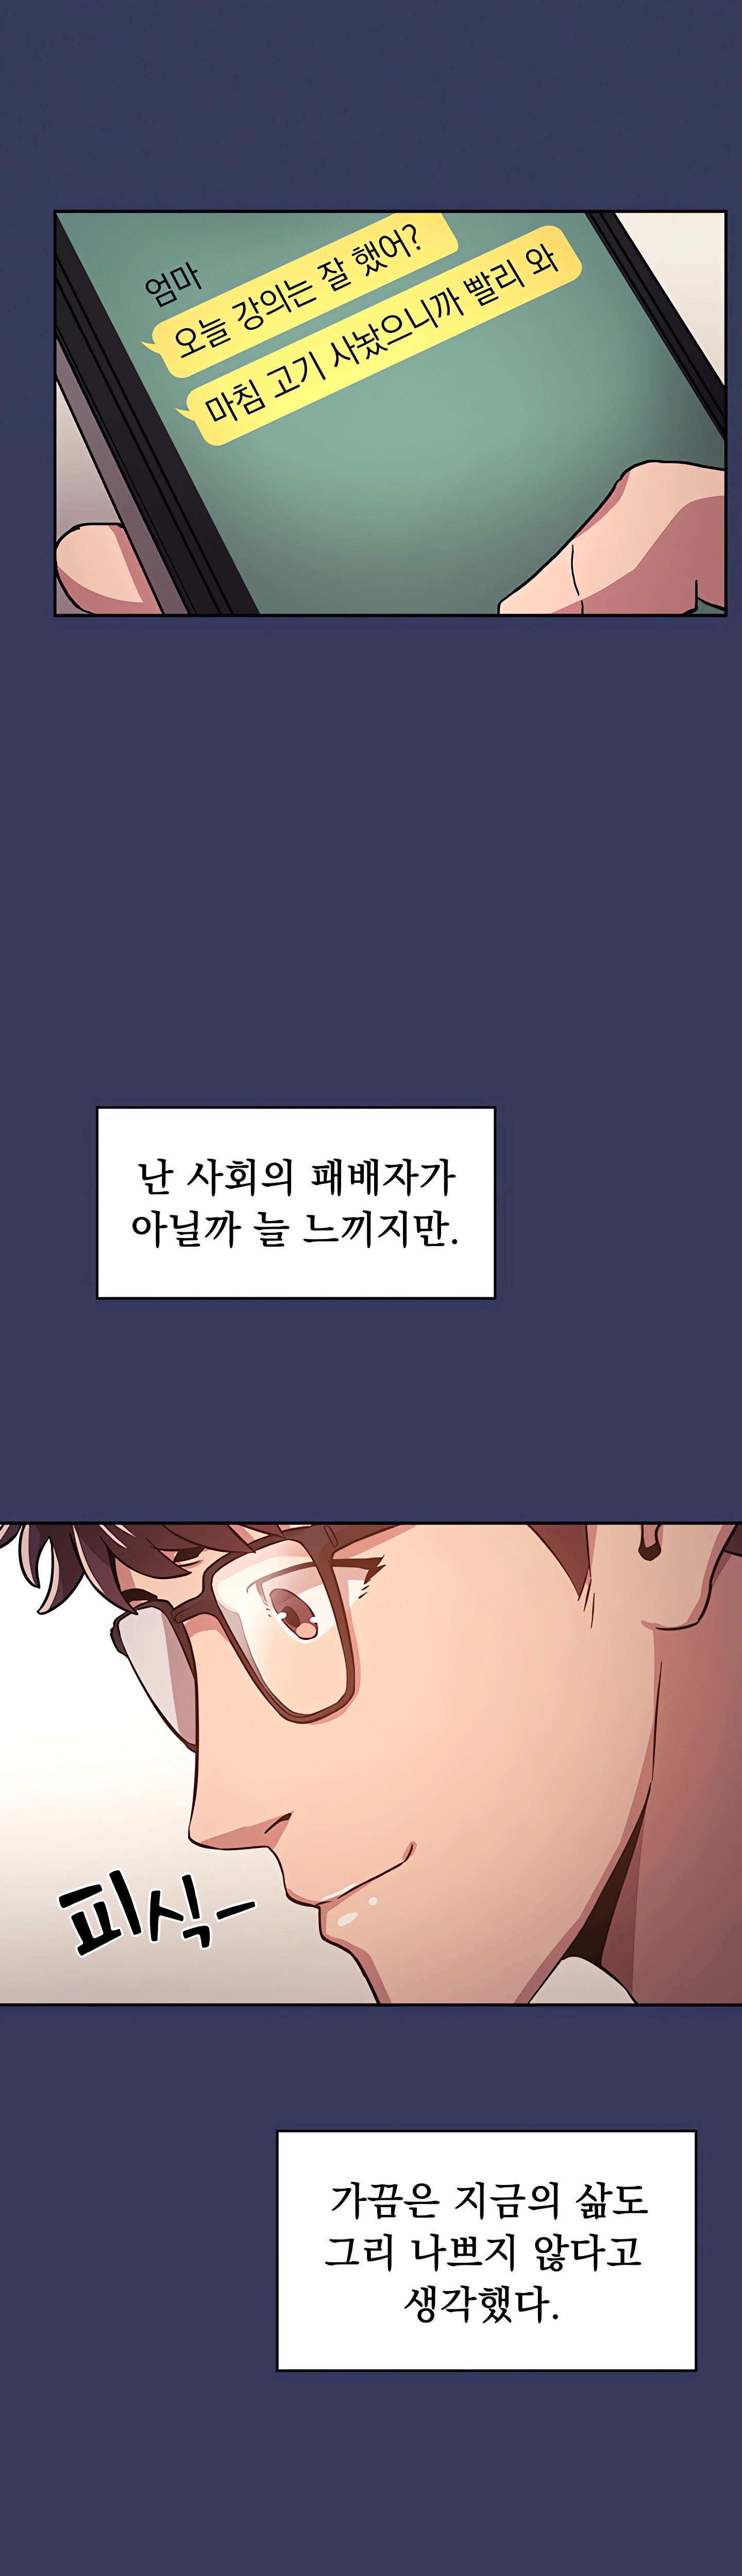 엄마
오늘 강의는 잘 했어?
마침 고기 사놨으니까 빨리 와
난 사회의 패배자가
아닐까 늘 느끼지만.
피식-
가끔은 지금의 삶도
그리 나쁘지 않다고
생각했다.